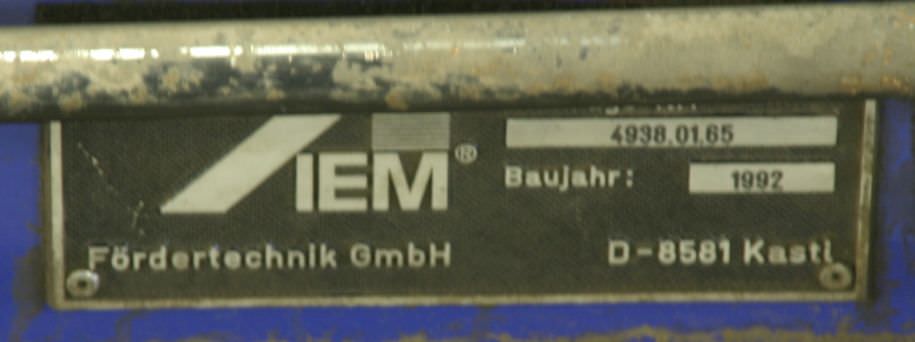 4938.01.65
IEM®
Baujahr: 1992
Fördertechnik GmbH D-8581 Kastl